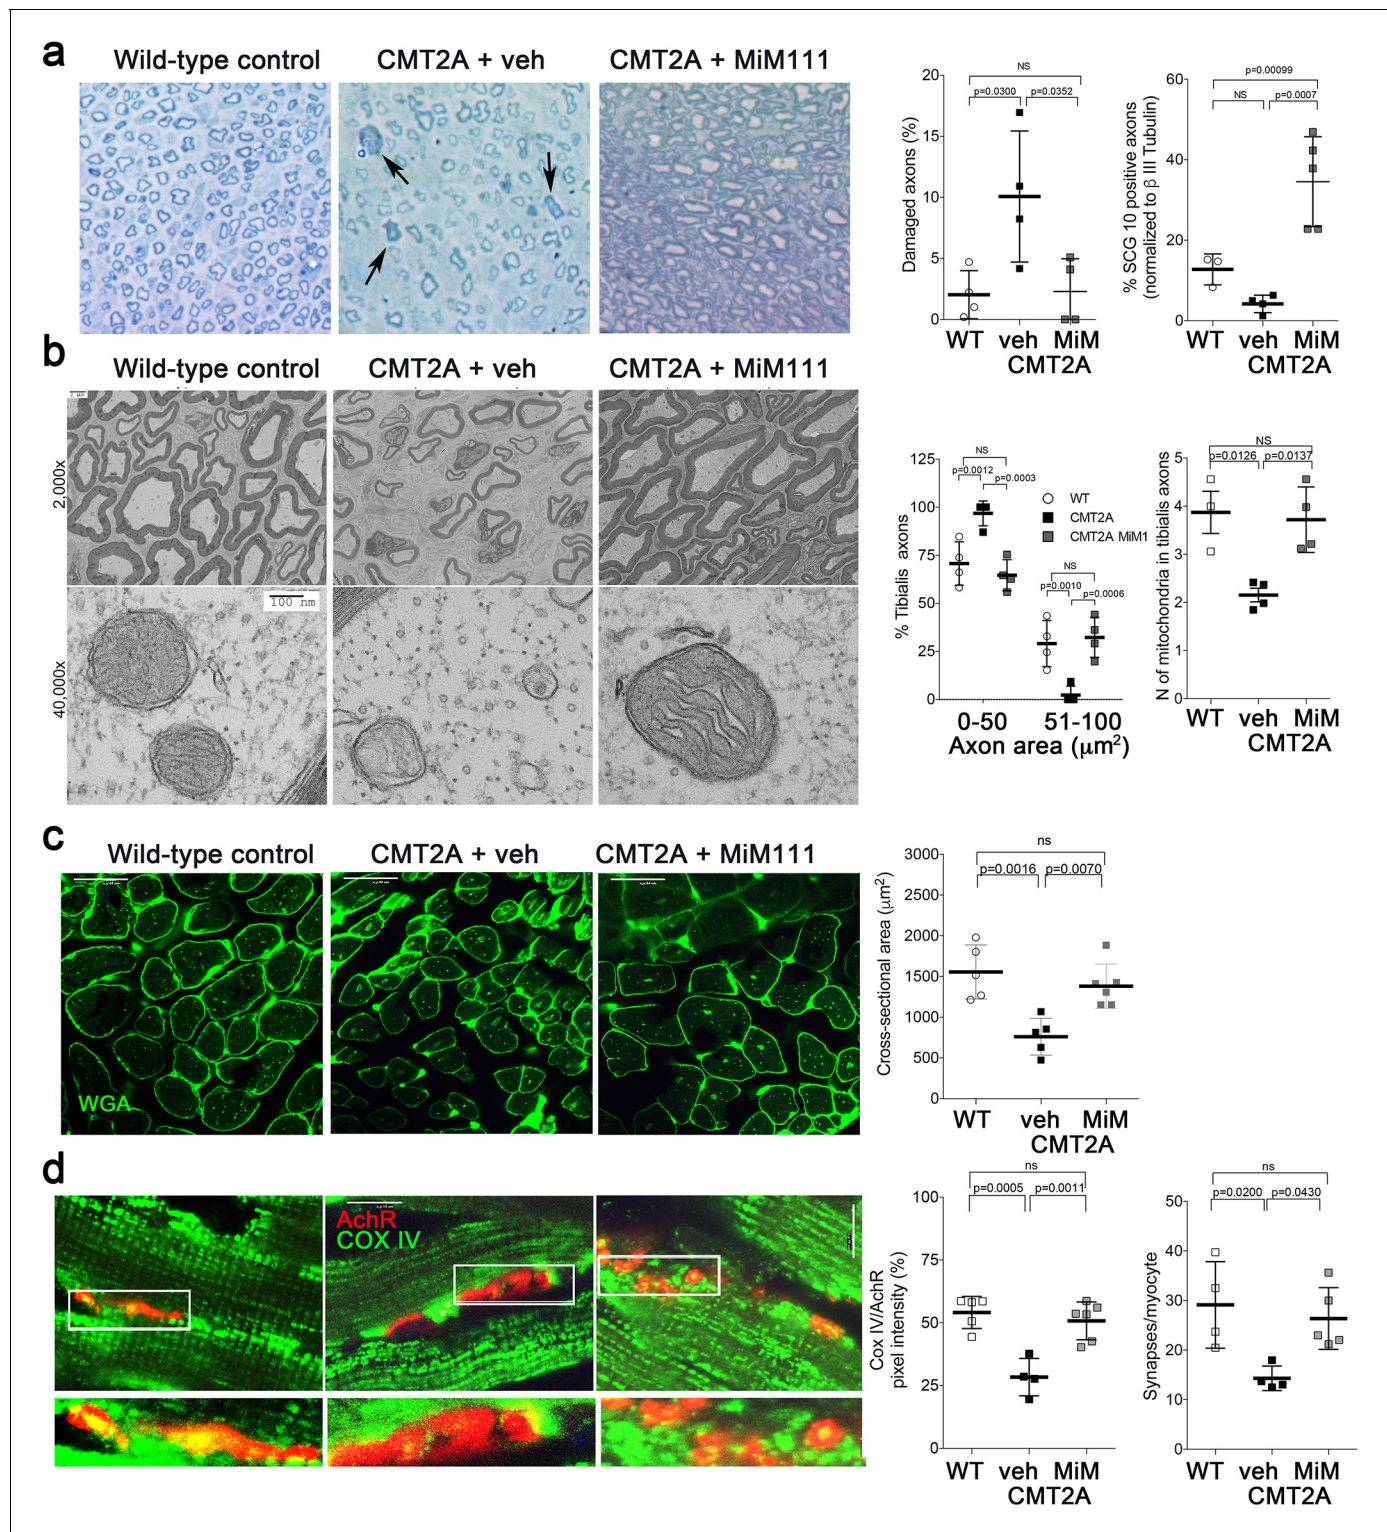 a
Wild-type control
CMT2A + veh
CMT2A + MiM111
NS
p=0.0300
p=0.0352
20
15
10
5
0
Damaged axons (%)
WT
veh
MiM
CMT2A
p=0.00099
NS
p=0.0007
60
40
20
0
% SCG 10 positive axons
(normalized to β III Tubulin)
WT
veh
MiM
CMT2A
b
Wild-type control
CMT2A + veh
CMT2A + MiM111
2 µm
2,000x
40,000x
100 nm
NS
p=0.0012
p=0.0003
NS
p=0.0010
p=0.0006
WT
CMT2A
CMT2A MiM1
125
100
75
50
25
0
% Tibialis axons
0-50
51-100
Axon area (µm²)
NS
p=0.0126
p=0.0137
5
4
3
2
1
0
N of mitochondria in tibialis axons
WT
veh
MiM
CMT2A
c
Wild-type control
CMT2A + veh
CMT2A + MiM111
WGA
ns
p=0.0016
p=0.0070
3000
2500
2000
1500
1000
500
0
Cross-sectional area (µm²)
WT
veh
MiM
CMT2A
d
AchR
COX IV
ns
p=0.0005
p=0.0011
100
75
50
25
0
Cox IV/AchR
pixel intensity (%)
WT
veh
MiM
CMT2A
ns
p=0.0200
p=0.0430
50
40
30
20
10
0
Synapses/myocyte
WT
veh
MiM
CMT2A